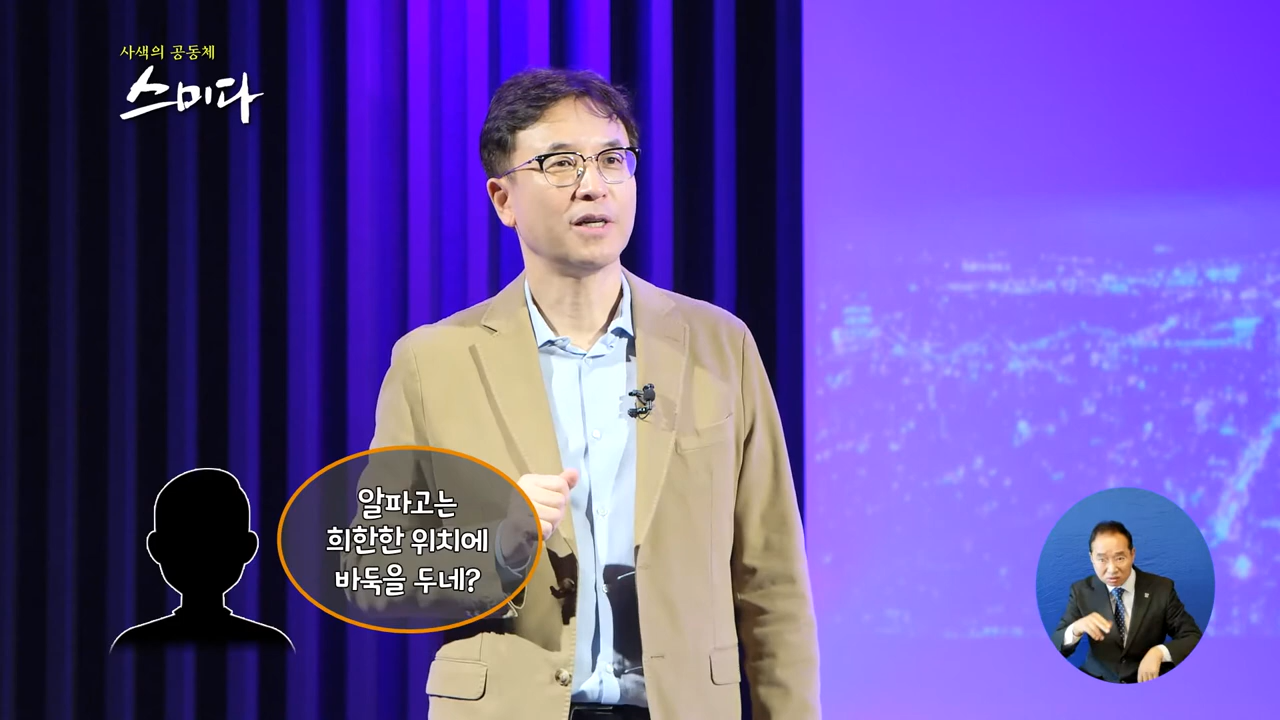 사색의 공동체
스미다
알파고는
희한한 위치에
바둑을 두네?